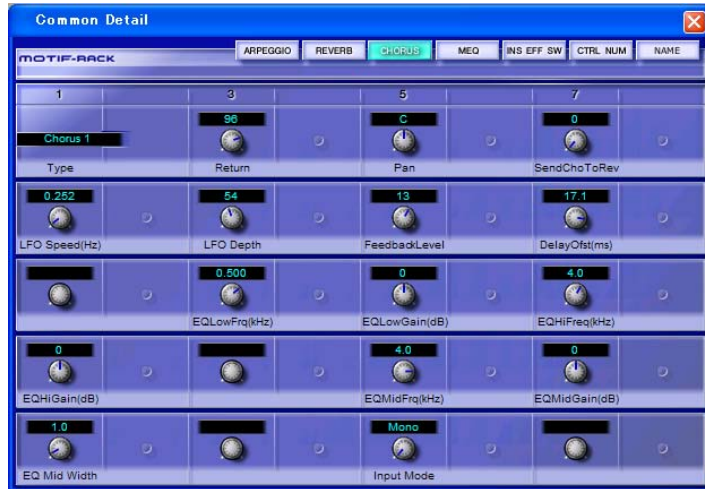 Common Detail
MOTIF-RACK
ARPEGGIO REVERB CHORUS MEQ INS EFF SW CTRL NUM NAME
1 3 5 7
96 C 0
Chorus 1
Type Return Pan SendChoToRev
0.252 54 13 17.1
LFO Speed(Hz) LFO Depth FeedbackLevel DelayOfst(ms)
0.500 0 4.0
EQLowFrq(kHz) EQLowGain(dB) EQHiFreq(kHz)
0 4.0 0
EQHiGain(dB) EQMidFrq(kHz) EQMidGain(dB)
1.0 Mono
EQ Mid Width Input Mode